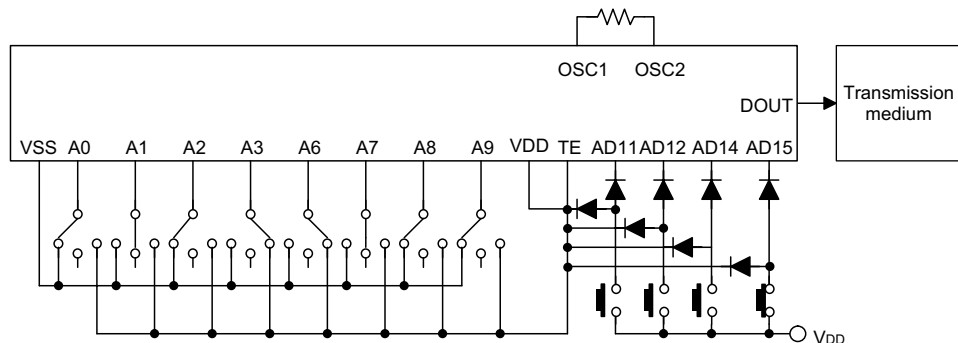 OSC1 OSC2
DOUT
Transmission
medium
VSS A0 A1 A2 A3 A6 A7 A8 A9 VDD TE AD11 AD12 AD14 AD15
VDD